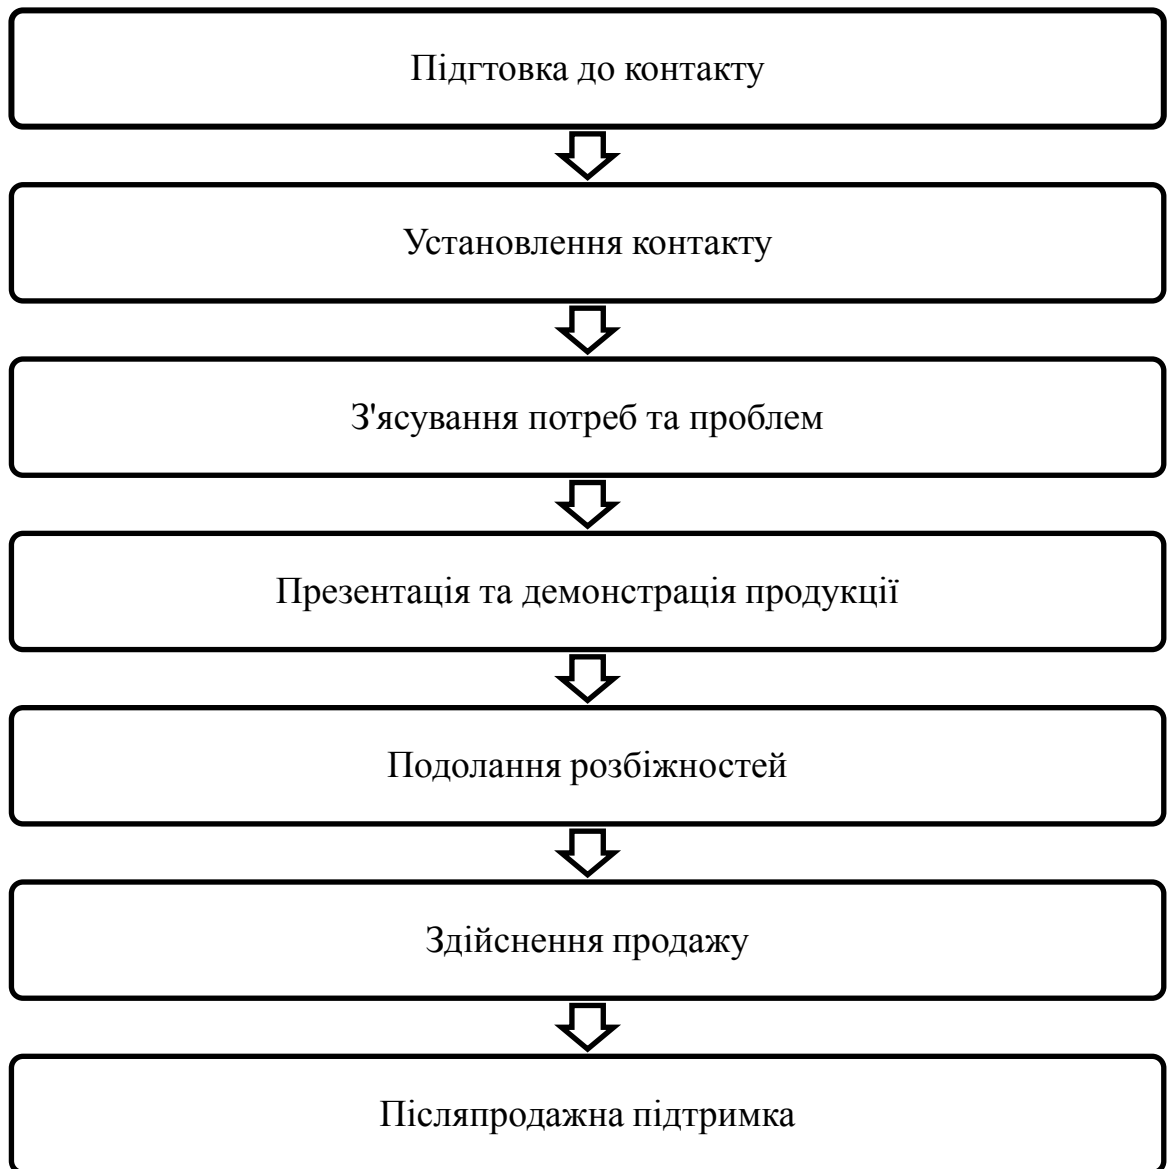 Підгтовка до контакту
Установлення контакту
З'ясування потреб та проблем
Презентація та демонстрація продукції
Подолання розбіжностей
Здійснення продажу
Післяпродажна підтримка